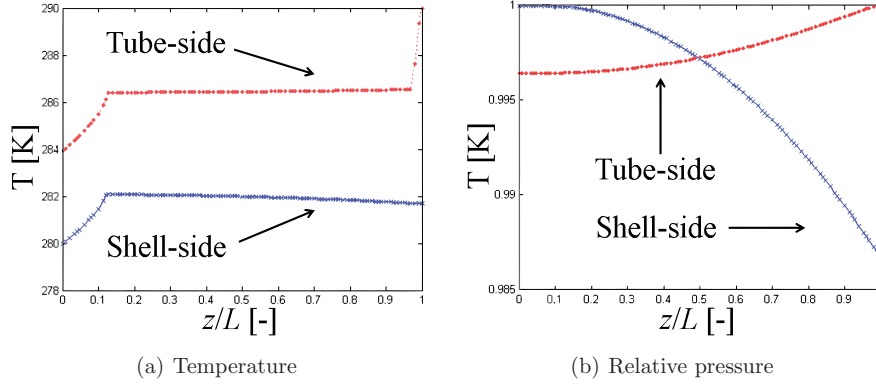 290
288
286
284
282
280
278
T [K]
Tube-side
Shell-side
0 0.1 0.2 0.3 0.4 0.5 0.6 0.7 0.8 0.9 1
z/L [-]
(a) Temperature
1
0.995
0.99
0.985
T [K]
Tube-side
Shell-side
0 0.1 0.2 0.3 0.4 0.5 0.6 0.7 0.8 0.9
z/L [-]
(b) Relative pressure